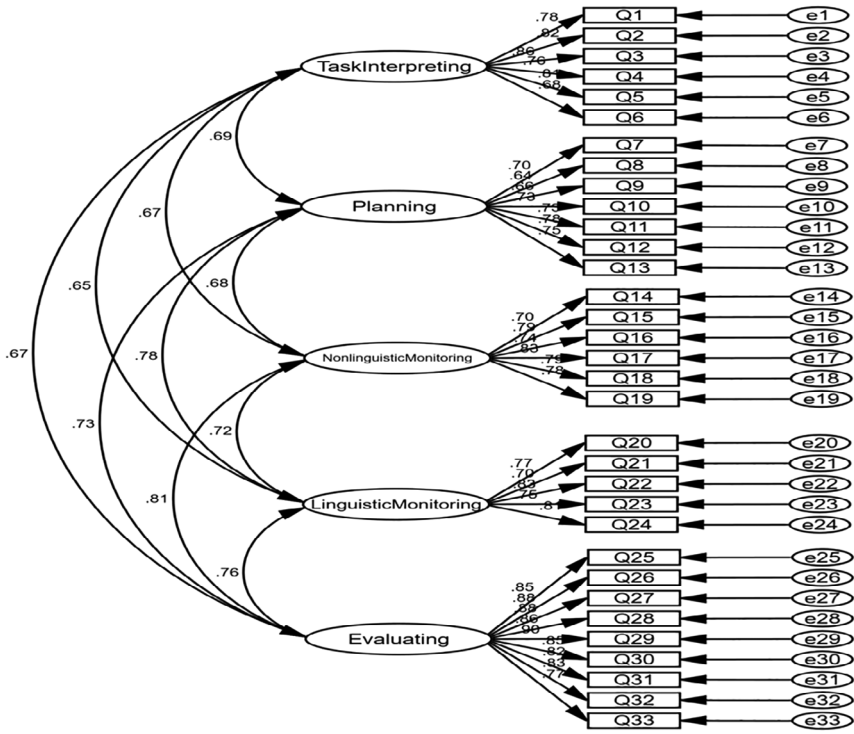 .78 Q1 e1
.82 Q2 e2
.86 Q3 e3
TaskInterpreting .76 Q4 e4
.81 Q5 e5
.68 Q6 e6
.69
.70 Q7 e7
.64 Q8 e8
.66 Q9 e9
Planning .73 Q10 e10
.67
.73 Q11 e11
.78 Q12 e12
.75 Q13 e13
.65
.68
.70 Q14 e14
.79 Q15 e15
.74 Q16 e16
.67
.78
NonlinguisticMonitoring .83 Q17 e17
.79 Q18 e18
.78 Q19 e19
.73
.72
.77 Q20 e20
.70 Q21 e21
.83 Q22 e22
.81
LinguisticMonitoring .75 Q23 e23
.81 Q24 e24
.76
.85 Q25 e25
.88 Q26 e26
.88 Q27 e27
.86 Q28 e28
Evaluating .90 Q29 e29
.85 Q30 e30
.82 Q31 e31
.83 Q32 e32
.77 Q33 e33